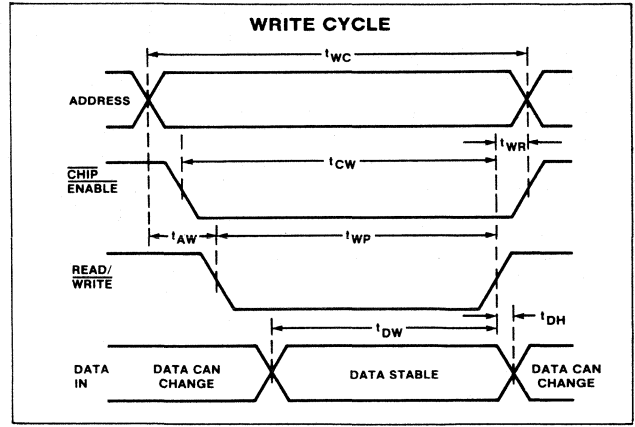 WRITE CYCLE
tWC
ADDRESS
tWR
tCW
CHIP
ENABLE
tAW
tWP
READ/
WRITE
tDW
tDH
DATA
IN
DATA CAN
CHANGE
DATA STABLE
DATA CAN
CHANGE